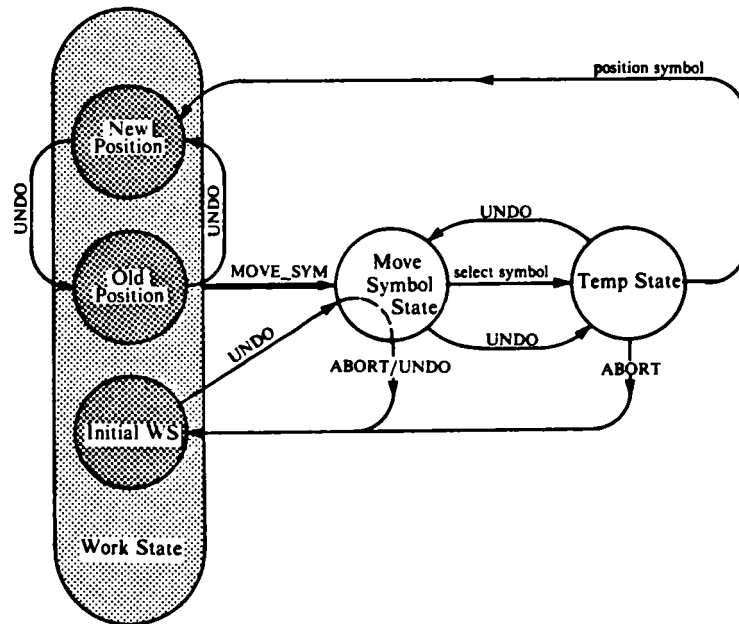 position symbol
New
Position
UNDO
UNDO
UNDO
Old &
Position
MOVE_SYM
Move
Symbol
State
select symbol
Temp State
UNDO
UNDO
ABORT/UNDO
ABORT
Initial WS
Work State